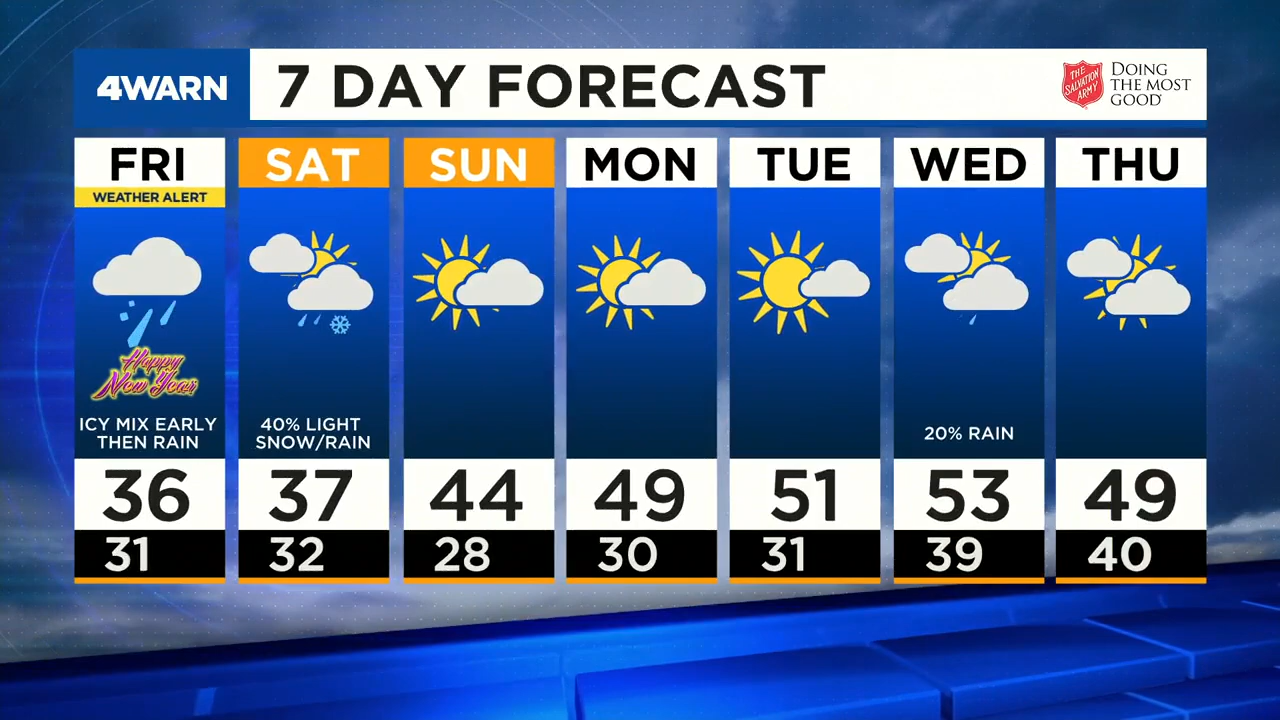 4WARN
7 DAY FORECAST
THE
SALVATION
ARMY
DOING
THE MOST
GOOD
FRI
WEATHER ALERT
Happy
New Year
ICY MIX EARLY
THEN RAIN
36
31
SAT
40% LIGHT
SNOW/RAIN
37
32
SUN
44
28
MON
49
30
TUE
51
31
WED
20% RAIN
53
39
THU
49
40